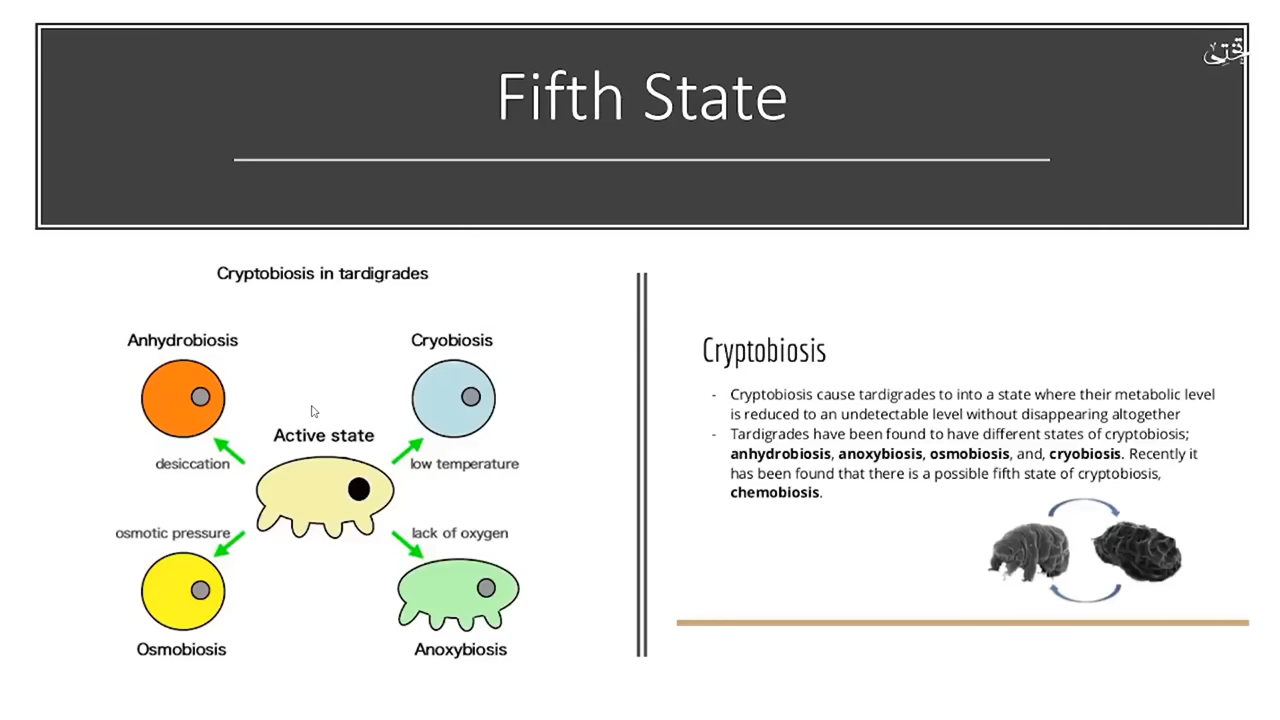 Fifth State
Cryptobiosis in tardigrades
Anhydrobiosis
Cryobiosis
Active state
desiccation
low temperature
osmotic pressure
lack of oxygen
Osmobiosis
Anoxybiosis
Cryptobiosis
- Cryptobiosis cause tardigrades to into a state where their metabolic level
is reduced to an undetectable level without disappearing altogether
- Tardigrades have been found to have different states of cryptobiosis;
anhydrobiosis, anoxybiosis, osmobiosis, and, cryobiosis. Recently it
has been found that there is a possible fifth state of cryptobiosis,
chemobiosis.